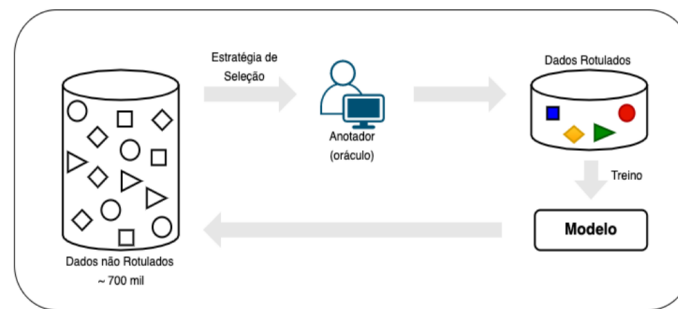 Estratégia de
Seleção
Anotador
(oráculo)
Dados Rotulados
Treino
Modelo
Dados não Rotulados
~ 700 mil